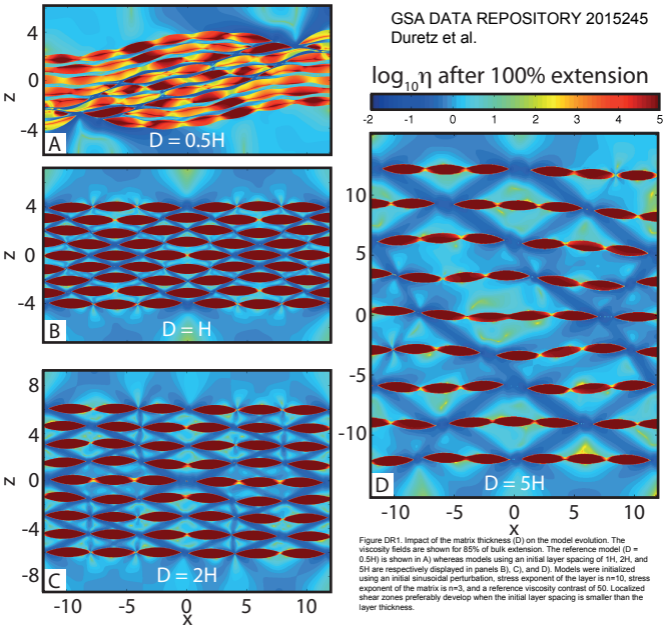 GSA DATA REPOSITORY 2015245
Duretz et al.
log10η after 100% extension
-2 -1 0 1 2 3 4 5
4
0
-4
z
A
D = 0.5H
4
0
-4
z
B
D = H
8
4
0
-4
-8
z
C
D = 2H
-10 -5 0 5 10
x
10
5
0
-5
-10
D
D = 5H
-10 -5 0 5 10
x
Figure DR1. Impact of the matrix thickness (D) on the model evolution. The
viscosity fields are shown for 85% of bulk extension. The reference model (D =
0.5H) is shown in A) whereas models using an initial layer spacing of 1H, 2H, and
5H are respectively displayed in panels B), C), and D). Models were initialized
using an initial sinusoidal perturbation, stress exponent of the layer is n=10, stress
exponent of the matrix is n=3, and a reference viscosity contrast of 50. Localized
shear zones preferably develop when the initial layer spacing is smaller than the
layer thickness.